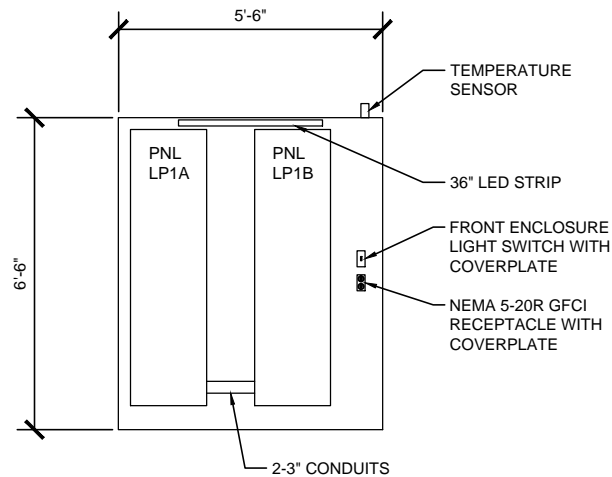 5'-6"
TEMPERATURE
SENSOR
PNL
LP1A
PNL
LP1B
36" LED STRIP
FRONT ENCLOSURE
LIGHT SWITCH WITH
COVERPLATE
6'-6"
NEMA 5-20R GFCI
RECEPTACLE WITH
COVERPLATE
2-3" CONDUITS